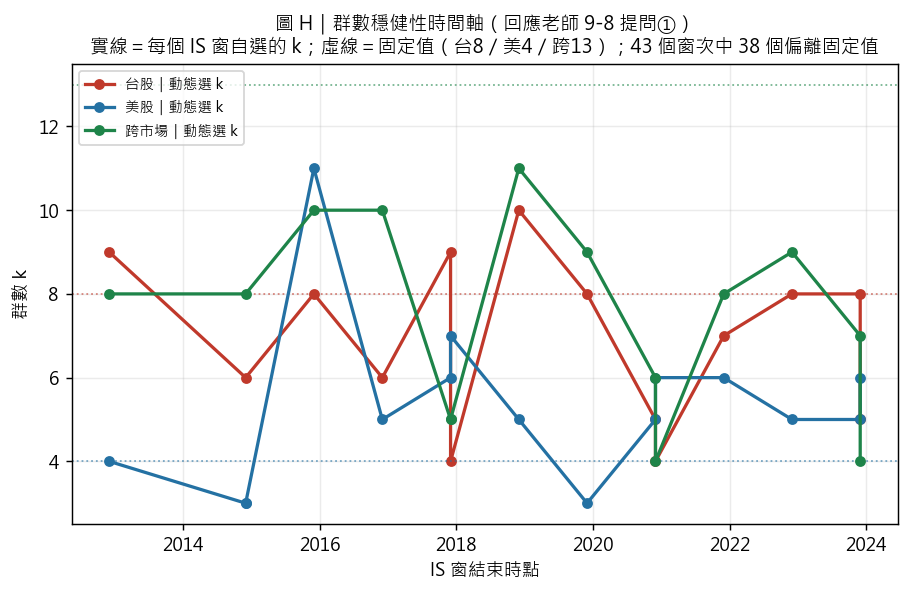 圖 H｜群數穩健性時間軸（回應老師 9-8 提問①）
實線＝每個 IS 窗自選的 k；虛線＝固定值（台8 / 美4 / 跨13）；43 個窗次中 38 個偏離固定值
台股｜動態選 k
美股｜動態選 k
跨市場｜動態選 k
群數 k
12
10
8
6
4
2014
2016
2018
2020
2022
2024
IS 窗結束時點